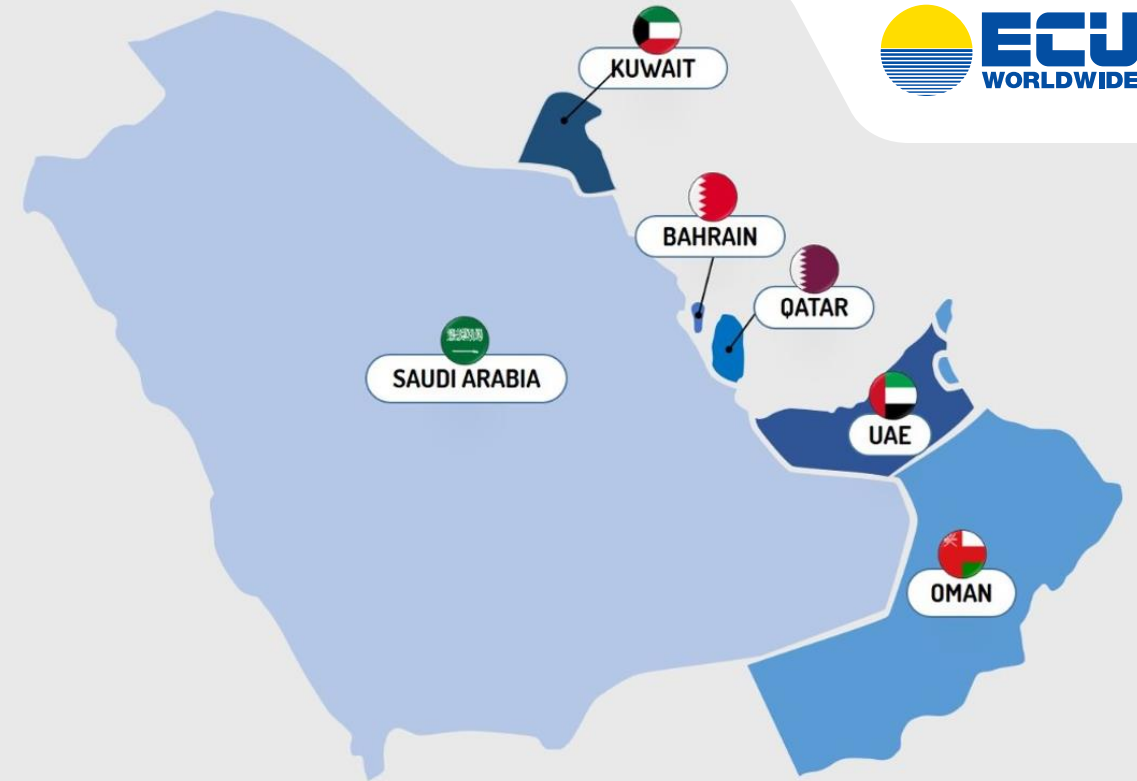 ECU
WORLDWIDE
KUWAIT
BAHRAIN
QATAR
SAUDI ARABIA
UAE
OMAN